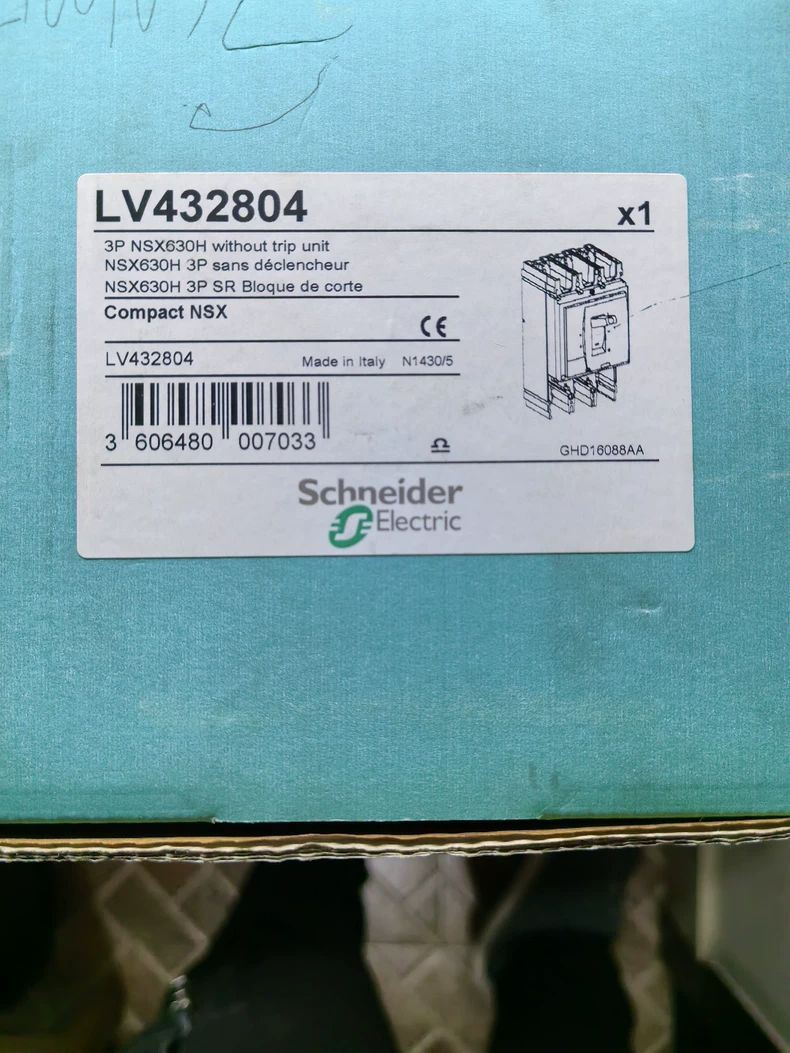 LV432804 x1
3P NSX630H without trip unit
NSX630H 3P sans déclencheur
NSX630H 3P SR Bloque de corte
Compact NSX
CE
LV432804 Made in Italy N1430/5
3 606480 007033
GHD16088AA
Schneider
Electric